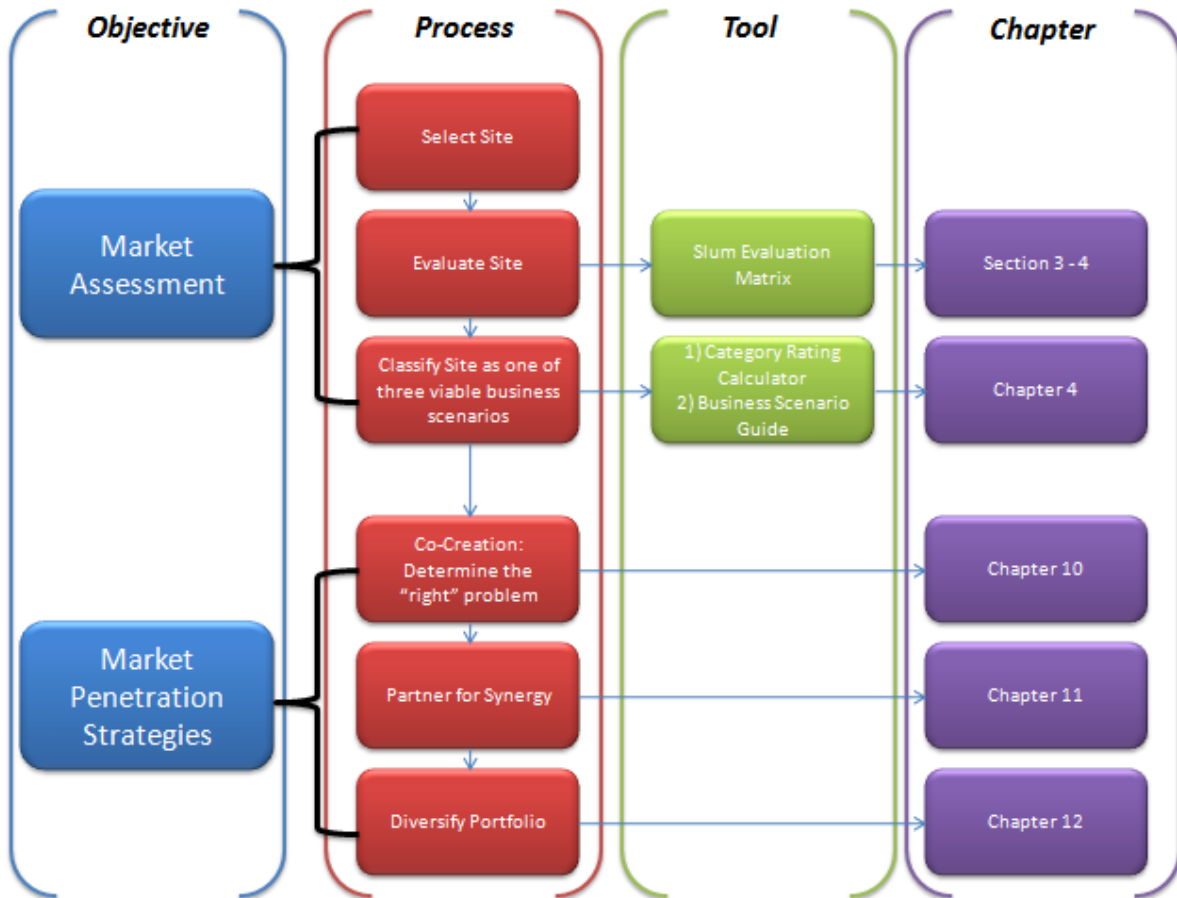 Objective
Process
Tool
Chapter
Select Site
Market
Assessment
Evaluate Site
Slum Evaluation
Matrix
Section 3 - 4
Classify Site as one of
three viable business
scenarios
1) Category Rating
Calculator
2) Business Scenario
Guide
Chapter 4
Co-Creation:
Determine the
“right” problem
Chapter 10
Market
Penetration
Strategies
Partner for Synergy
Chapter 11
Diversify Portfolio
Chapter 12